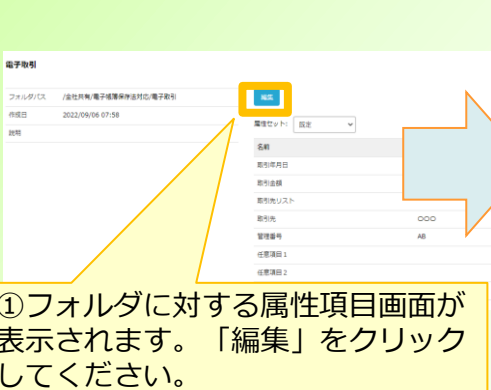 電子取引
フォルダパス /会社共有/電子帳簿保存法対応/電子取引
編集
作成日 2022/09/06 07:58
説明
属性セット: 既定
名前
取引年月日
取引金額
取引先リスト
取引先 〇〇〇
管理番号 AB
任意項目1
任意項目2
①フォルダに対する属性項目画面が
表示されます。「編集」をクリック
してください。